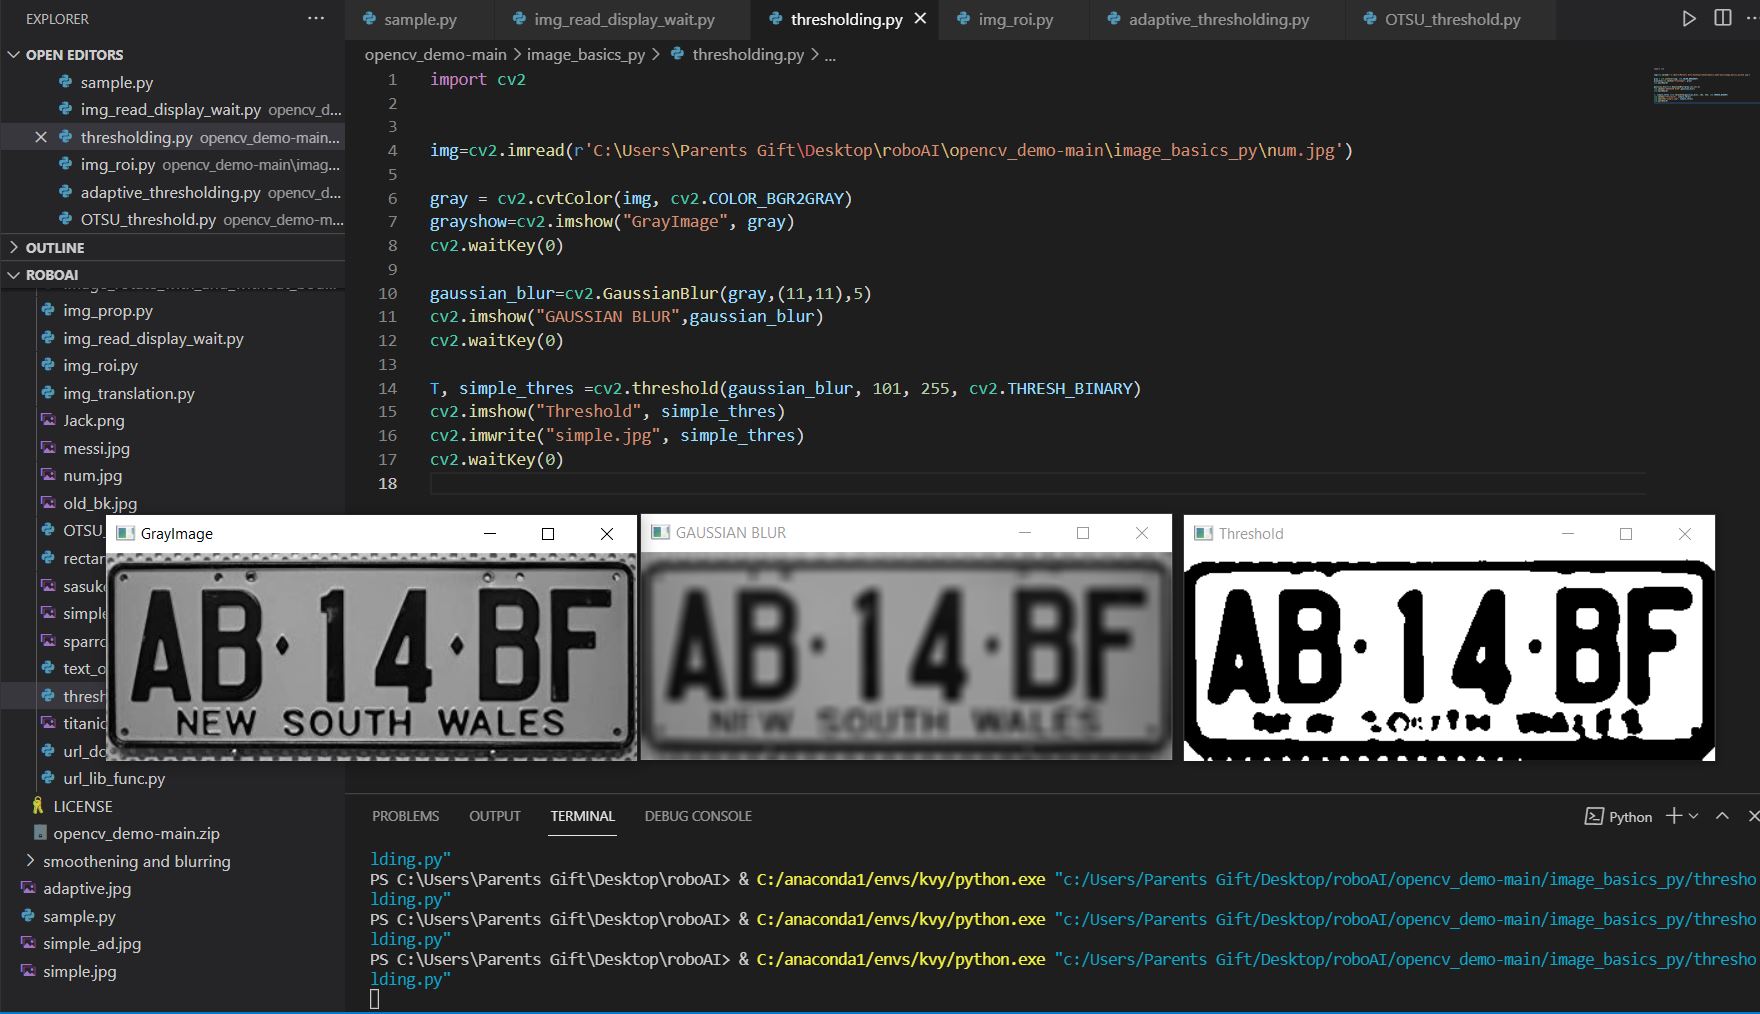 EXPLORER
OPEN EDITORS
sample.py
img_read_display_wait.py opencv_d...
thresholding.py opencv_demo-main...
img_roi.py opencv_demo-main\imag...
adaptive_thresholding.py opencv_d...
OTSU_threshold.py opencv_demo-m...
OUTLINE
ROBOAI
img_prop.py
img_read_display_wait.py
img_roi.py
img_translation.py
Jack.png
messi.jpg
num.jpg
old_bk.jpg
OTSU_
rectan
sasuk
simple
sparro
text_o
thresh
titanic
url_do
url_lib_func.py
LICENSE
opencv_demo-main.zip
smoothening and blurring
adaptive.jpg
sample.py
simple_ad.jpg
simple.jpg
sample.py img_read_display_wait.py thresholding.py img_roi.py adaptive_thresholding.py OTSU_threshold.py
opencv_demo-main > image_basics_py > thresholding.py > ...
1 import cv2
2
3
4 img=cv2.imread(r'C:\Users\Parents Gift\Desktop\roboAI\opencv_demo-main\image_basics_py\num.jpg')
5
6 gray = cv2.cvtColor(img, cv2.COLOR_BGR2GRAY)
7 grayshow=cv2.imshow("GrayImage", gray)
8 cv2.waitKey(0)
9
10 gaussian_blur=cv2.GaussianBlur(gray,(11,11),5)
11 cv2.imshow("GAUSSIAN BLUR",gaussian_blur)
12 cv2.waitKey(0)
13
14 T, simple_thres =cv2.threshold(gaussian_blur, 101, 255, cv2.THRESH_BINARY)
15 cv2.imshow("Threshold", simple_thres)
16 cv2.imwrite("simple.jpg", simple_thres)
17 cv2.waitKey(0)
18
GrayImage
AB·14·BF
NEW SOUTH WALES
GAUSSIAN BLUR
AB·14·BF
NEW SOUTH WALES
Threshold
AB·14·BF
PROBLEMS OUTPUT TERMINAL DEBUG CONSOLE
Python
lding.py"
PS C:\Users\Parents Gift\Desktop\roboAI> & C:/anaconda1/envs/kvy/python.exe "c:/Users/Parents Gift/Desktop/roboAI/opencv_demo-main/image_basics_py/thresho
lding.py"
PS C:\Users\Parents Gift\Desktop\roboAI> & C:/anaconda1/envs/kvy/python.exe "c:/Users/Parents Gift/Desktop/roboAI/opencv_demo-main/image_basics_py/thresho
lding.py"
PS C:\Users\Parents Gift\Desktop\roboAI> & C:/anaconda1/envs/kvy/python.exe "c:/Users/Parents Gift/Desktop/roboAI/opencv_demo-main/image_basics_py/thresho
lding.py"